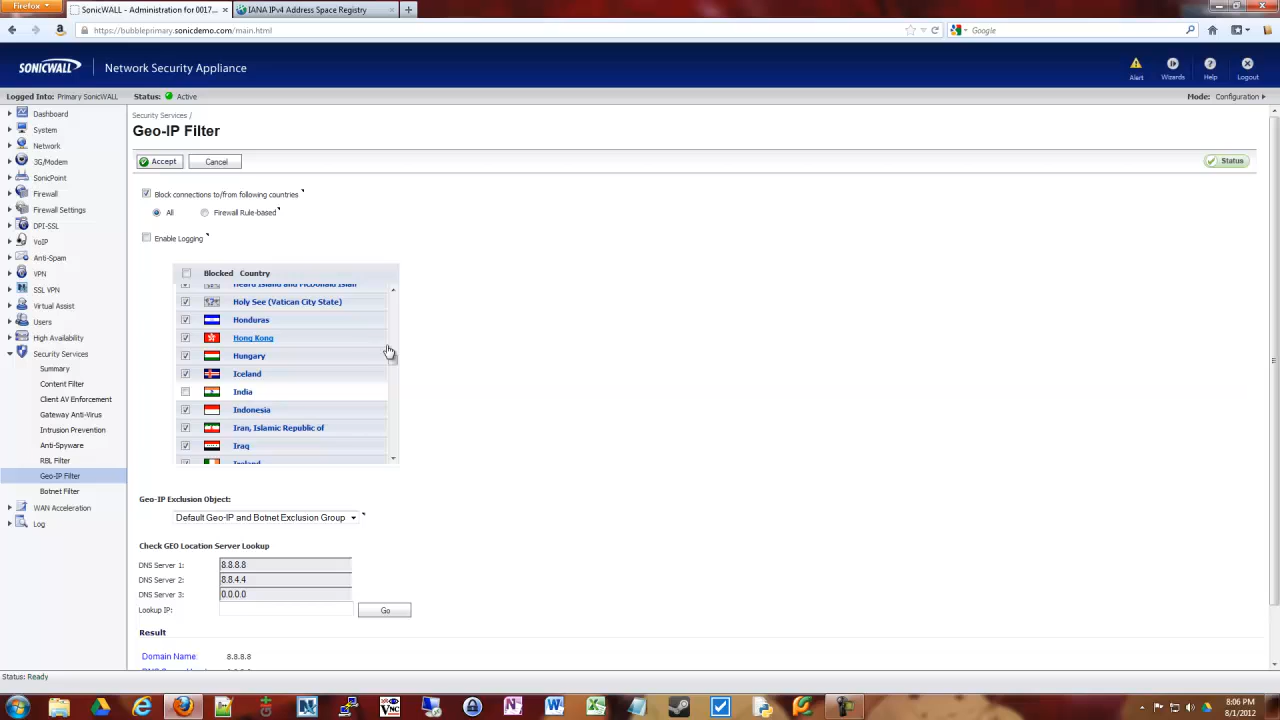 Firefox
SonicWALL - Administration for 0017...
IANA IPv4 Address Space Registry
https://bubbleprimary.sonicdemo.com/main.html
Google
SONICWALL
Network Security Appliance
Alert
Wizards
Help
Logout
Logged Into: Primary SonicWALL
Status: Active
Mode: Configuration
Dashboard
System
Network
3G/Modem
SonicPoint
Firewall
Firewall Settings
DPI-SSL
VoIP
Anti-Spam
VPN
SSL VPN
Virtual Assist
Users
High Availability
Security Services
Summary
Content Filter
Client AV Enforcement
Gateway Anti-Virus
Intrusion Prevention
Anti-Spyware
RBL Filter
Geo-IP Filter
Botnet Filter
WAN Acceleration
Log
Security Services /
Geo-IP Filter
Accept
Cancel
Status
Block connections to/from following countries
All
Firewall Rule-based
Enable Logging
Blocked Country
Heard Island and McDonald Islan
Holy See (Vatican City State)
Honduras
Hong Kong
Hungary
Iceland
India
Indonesia
Iran, Islamic Republic of
Iraq
Ireland
Geo-IP Exclusion Object:
Default Geo-IP and Botnet Exclusion Group
Check GEO Location Server Lookup
DNS Server 1: 8.8.8.8
DNS Server 2: 8.8.4.4
DNS Server 3: 0.0.0.0
Lookup IP:
Go
Result
Domain Name: 8.8.8.8
Status: Ready
8:06 PM
8/1/2012